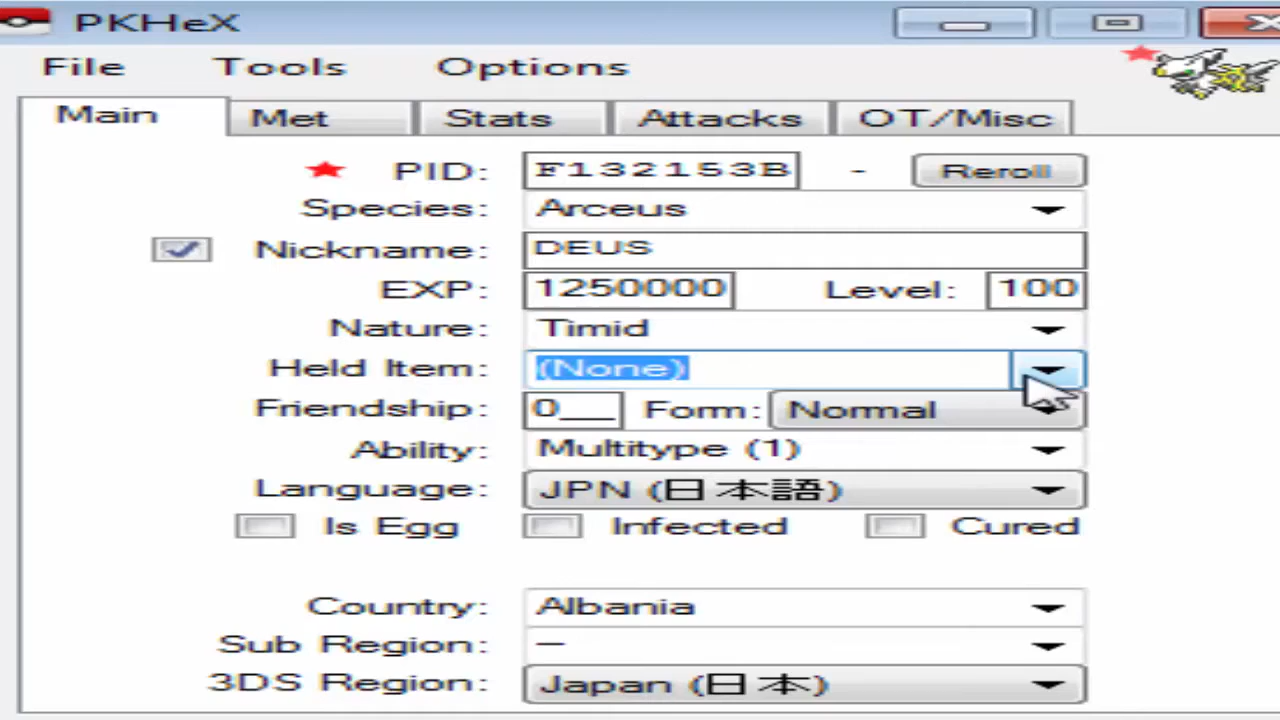 PKHeX
File Tools Options
Main Met Stats Attacks OT/Misc
PID: F132153B - Reroll
Species: Arceus
Nickname: DEUS
EXP: 1250000 Level: 100
Nature: Timid
Held Item: (None)
Friendship: 0__ Form: Normal
Ability: Multitype (1)
Language: JPN (日本語)
Is Egg Infected Cured
Country: Albania
Sub Region: —
3DS Region: Japan (日本)